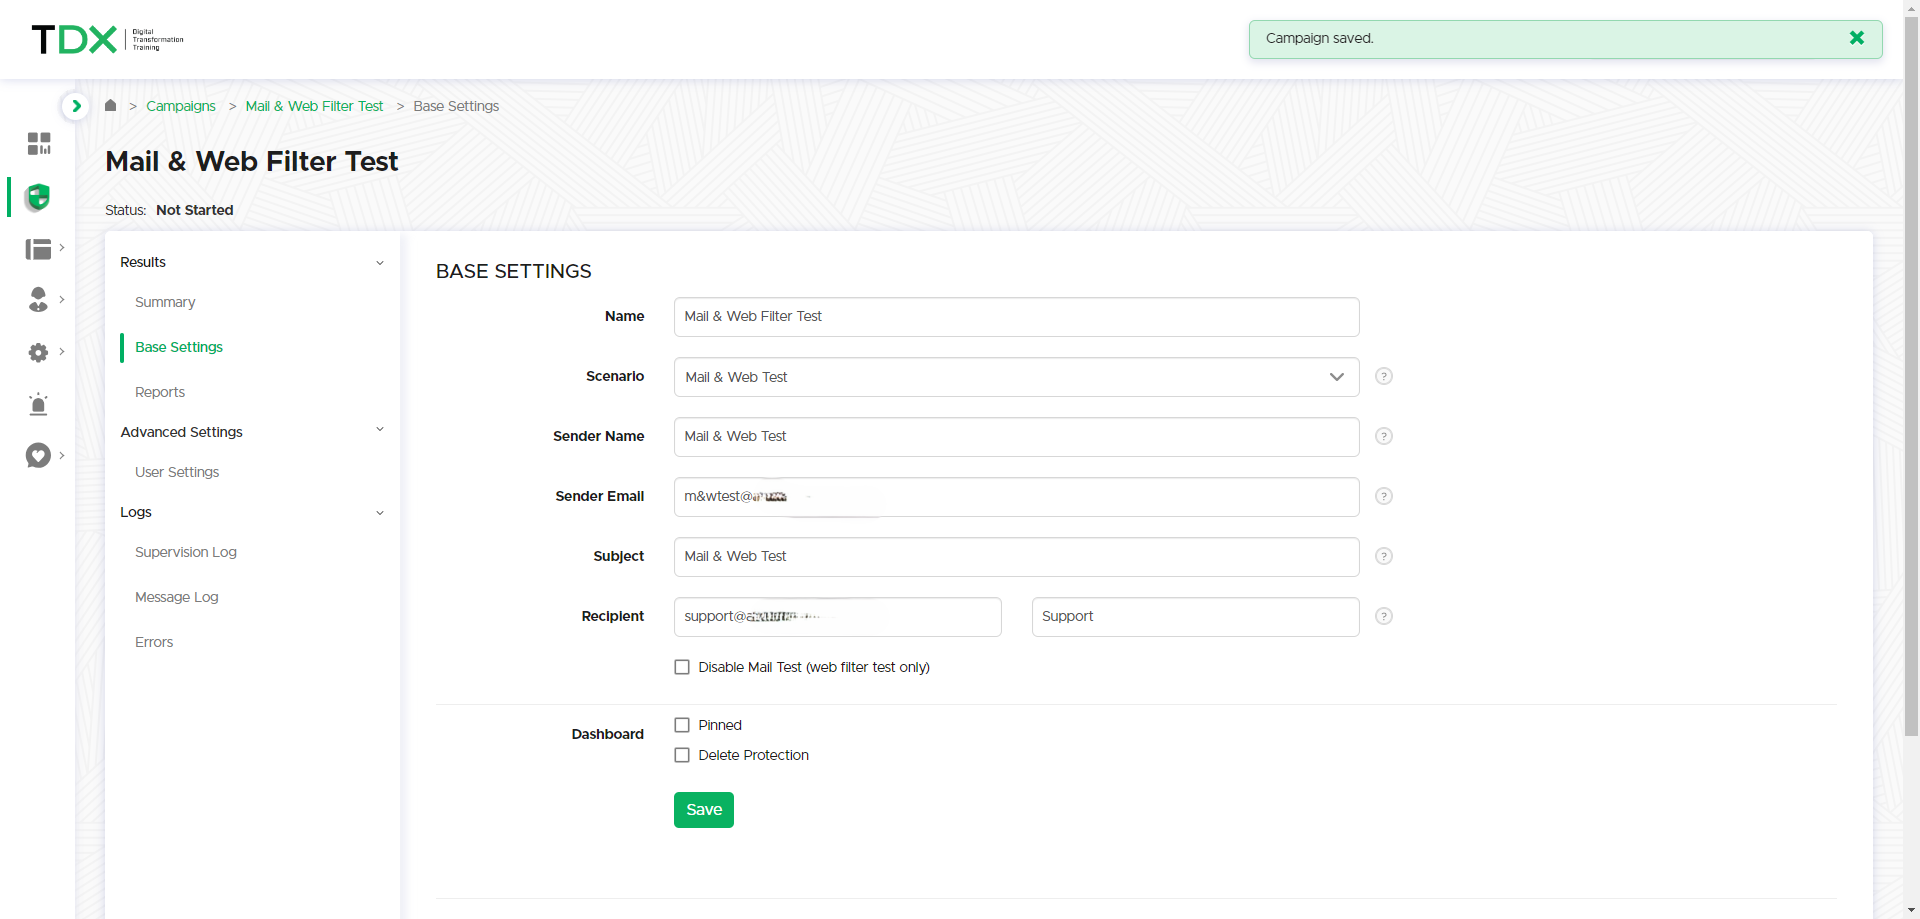 TDX
Digital
Transformation
Training
Campaign saved.
> Campaigns > Mail & Web Filter Test > Base Settings
Mail & Web Filter Test
Status: Not Started
Results
Summary
Base Settings
Reports
Advanced Settings
User Settings
Logs
Supervision Log
Message Log
Errors
BASE SETTINGS
Name Mail & Web Filter Test
Scenario Mail & Web Test ?
Sender Name Mail & Web Test ?
Sender Email m&wtest@ ?
Subject Mail & Web Test ?
Recipient support@ Support ?
Disable Mail Test (web filter test only)
Dashboard Pinned
Delete Protection
Save